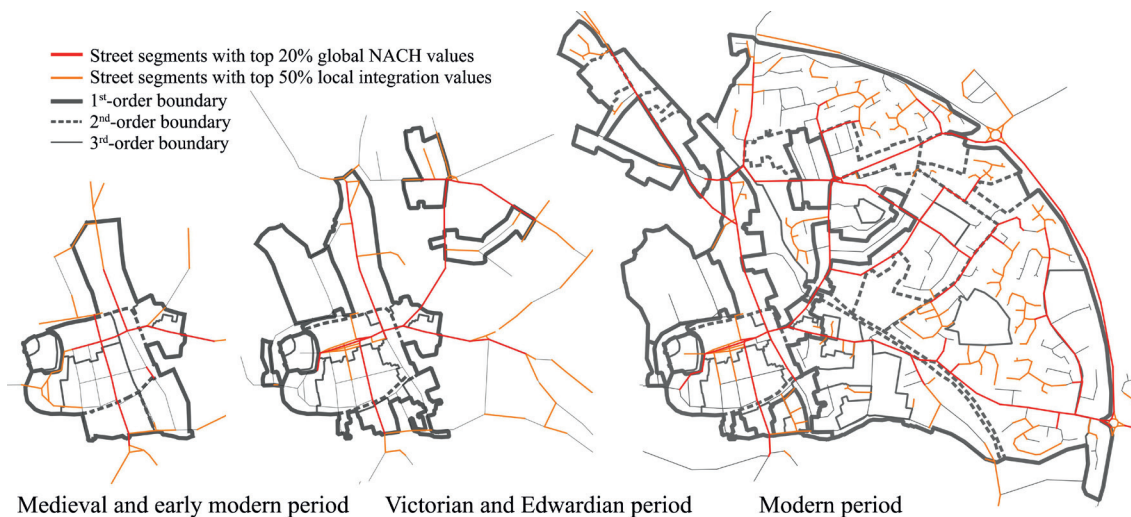 Street segments with top 20% global NACH values
Street segments with top 50% local integration values
1st-order boundary
2nd-order boundary
3rd-order boundary
Medieval and early modern period
Victorian and Edwardian period
Modern period